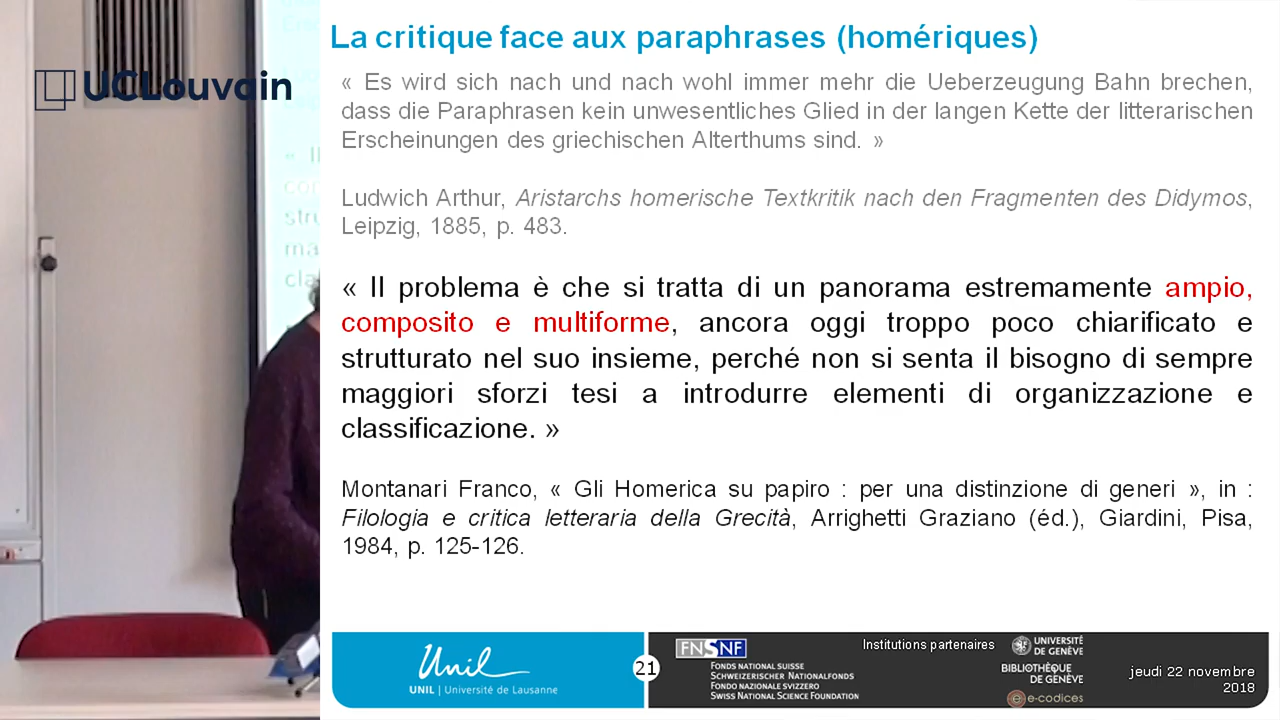 La critique face aux paraphrases (homériques)
« Es wird sich nach und nach wohl immer mehr die Ueberzeugung Bahn brechen,
dass die Paraphrasen kein unwesentliches Glied in der langen Kette der litterarischen
Erscheinungen des griechischen Alterthums sind. »
Ludwich Arthur, Aristarchs homerische Textkritik nach den Fragmenten des Didymos,
Leipzig, 1885, p. 483.
« Il problema è che si tratta di un panorama estremamente ampio,
composito e multiforme, ancora oggi troppo poco chiarificato e
strutturato nel suo insieme, perché non si senta il bisogno di sempre
maggiori sforzi tesi a introdurre elementi di organizzazione e
classificazione. »
Montanari Franco, « Gli Homerica su papiro : per una distinzione di generi », in :
Filologia e critica letteraria della Grecità, Arrighetti Graziano (éd.), Giardini, Pisa,
1984, p. 125-126.
UCLouvain
Unil
UNIL | Université de Lausanne
21
FNSNF
FONDS NATIONAL SUISSE
SCHWEIZERISCHER NATIONALFONDS
FONDO NAZIONALE SVIZZERO
SWISS NATIONAL SCIENCE FOUNDATION
Institutions partenaires
UNIVERSITÉ
DE GENÈVE
BIBLIOTHÈQUE
DE GENÈVE
e-codices
jeudi 22 novembre
2018